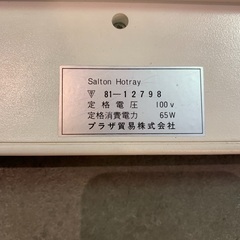 Salton Hotray
〒 81-12798
定格電圧 100V
定格消費電力 65W
プラザ貿易株式会社